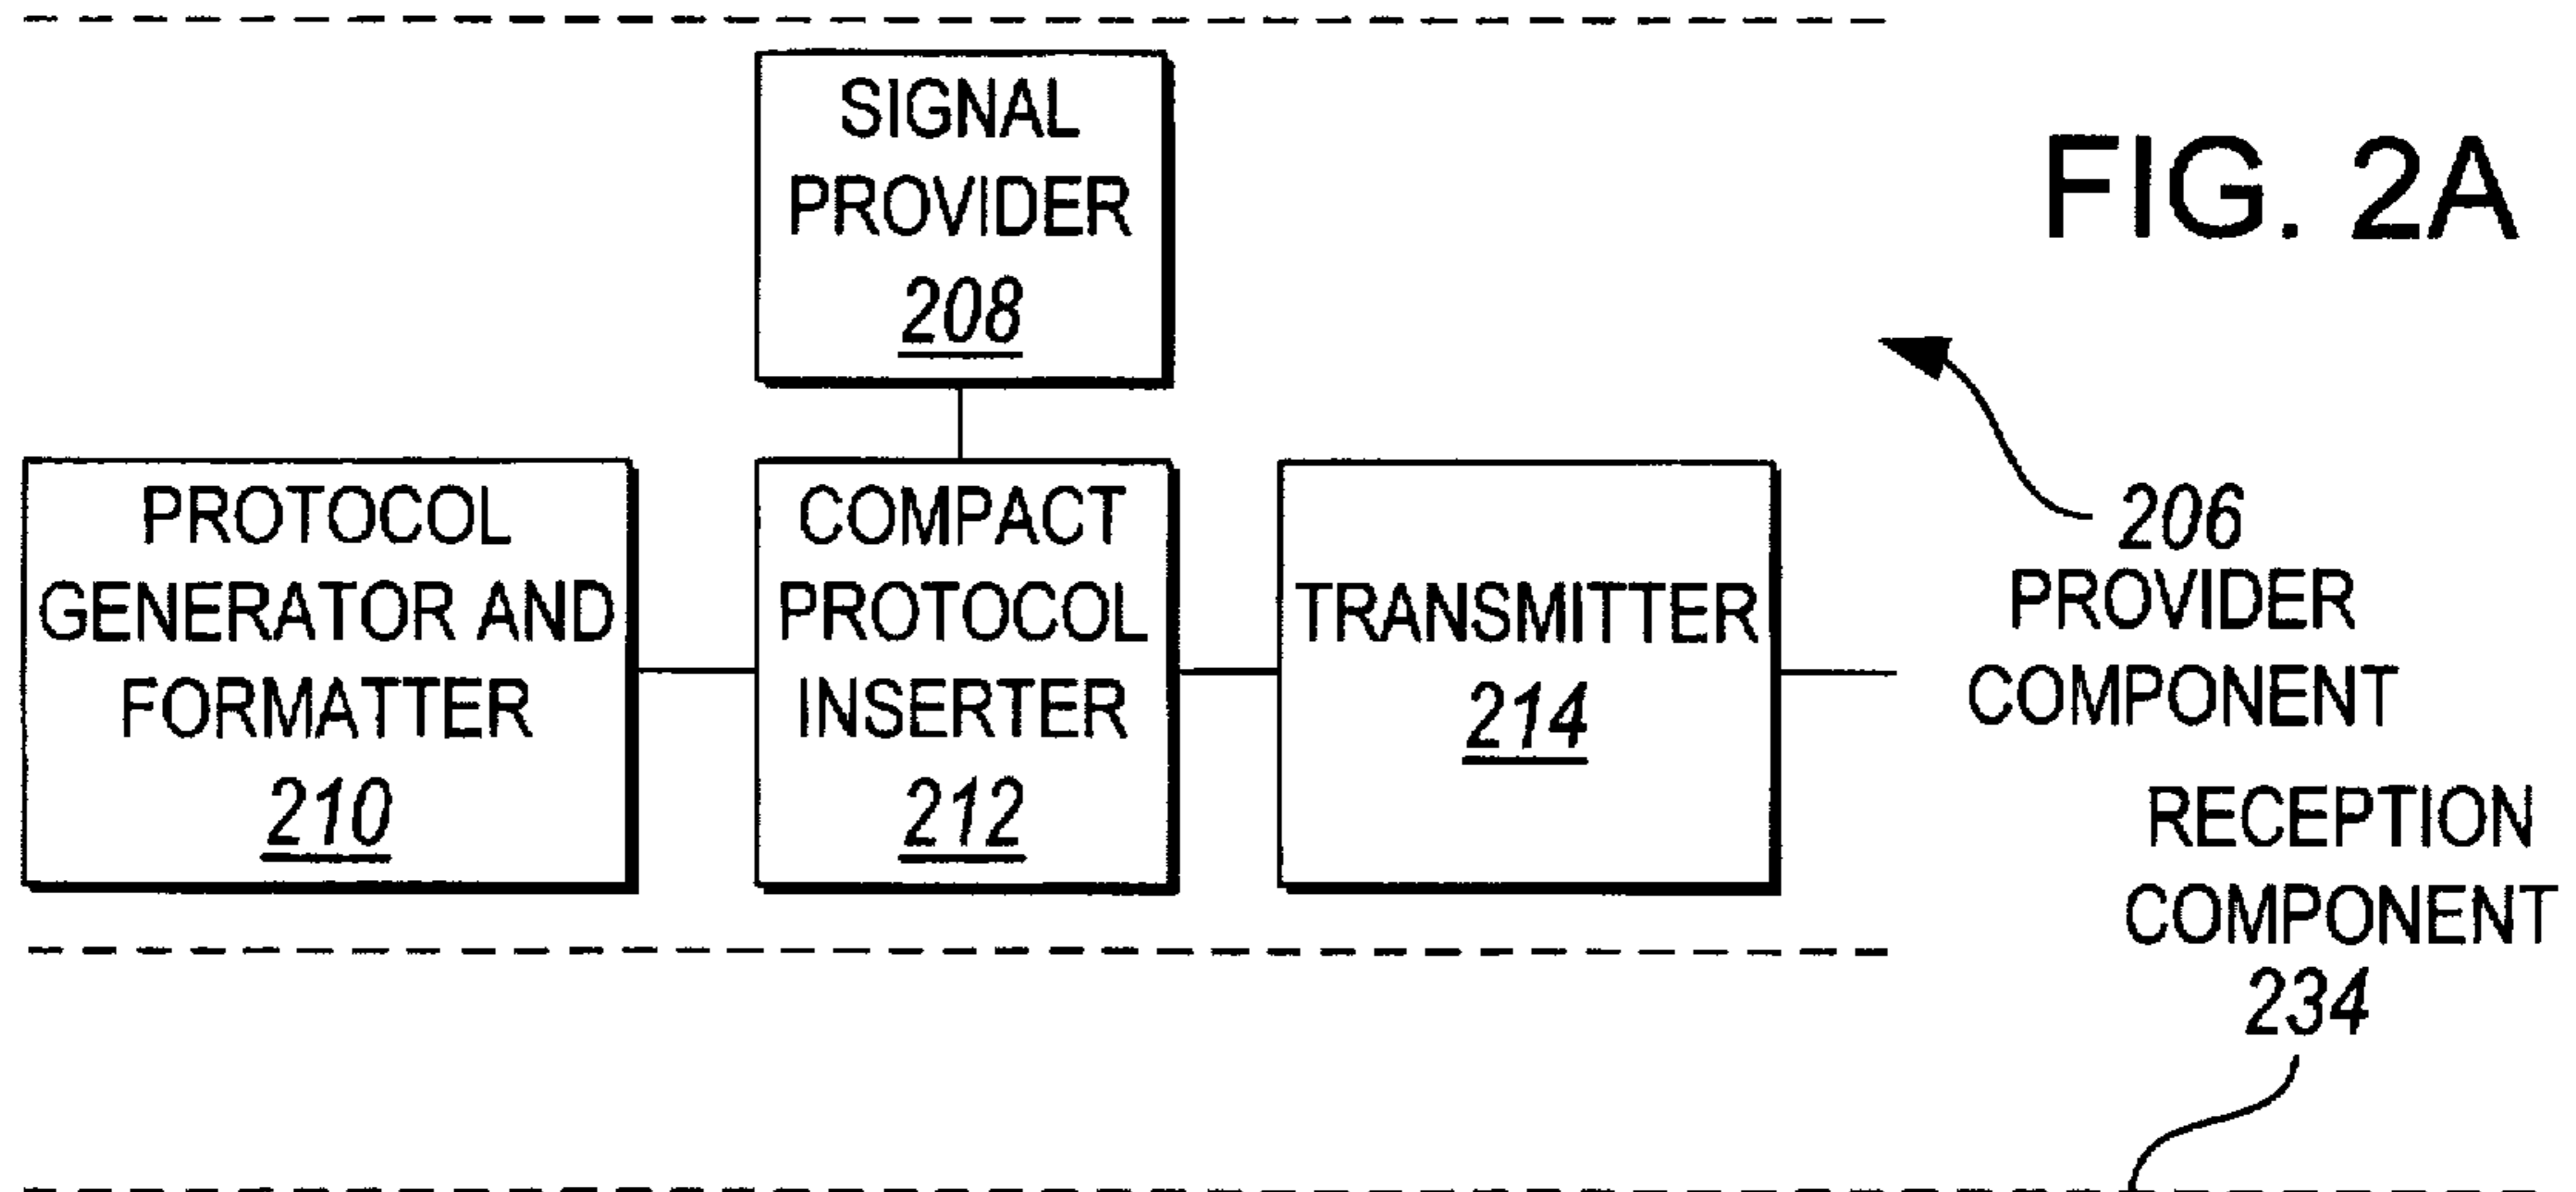 FIG. 2A
SIGNAL
PROVIDER
208
PROTOCOL
GENERATOR AND
FORMATTER
210
COMPACT
PROTOCOL
INSERTER
212
TRANSMITTER
214
206
PROVIDER
COMPONENT
RECEPTION
COMPONENT
234